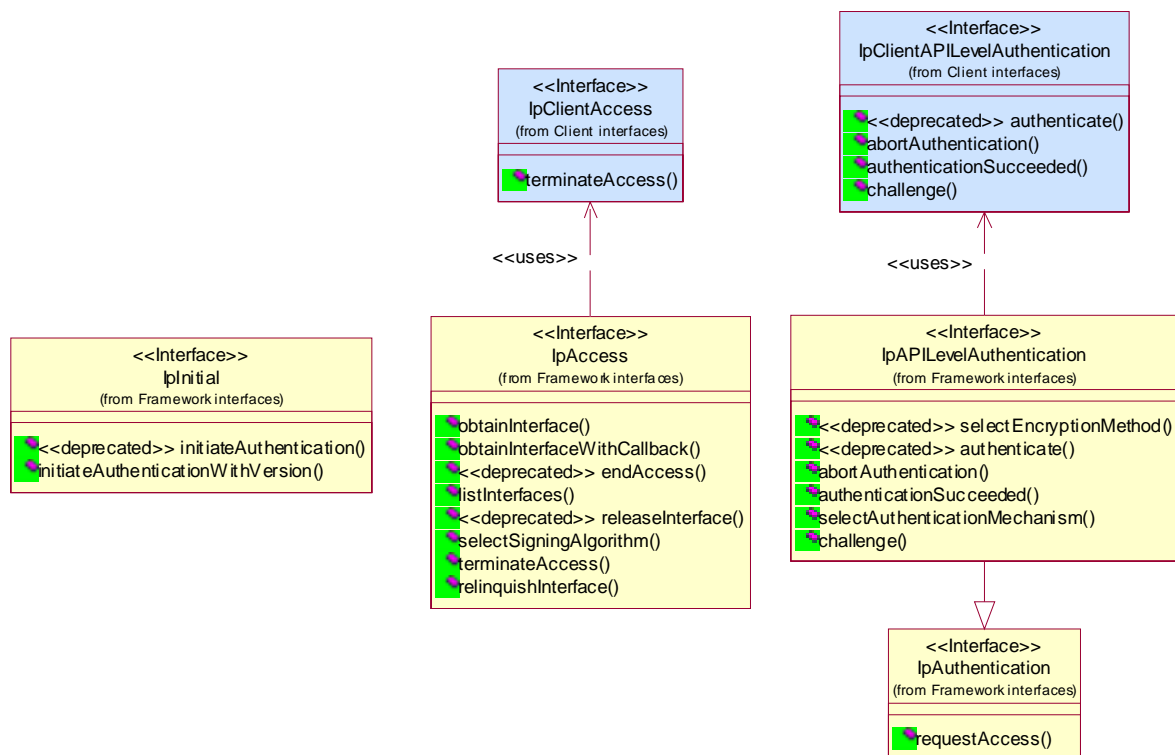 <<Interface>>
IpClientAPILevelAuthentication
(from Client interfaces)
<<deprecated>> authenticate()
abortAuthentication()
authenticationSucceeded()
challenge()
<<Interface>>
IpClientAccess
(from Client interfaces)
terminateAccess()
<<uses>>
<<uses>>
<<Interface>>
IpInitial
(from Framework interfaces)
<<deprecated>> initiateAuthentication()
initiateAuthenticationWithVersion()
<<Interface>>
IpAccess
(from Framework interfaces)
obtainInterface()
obtainInterfaceWithCallback()
<<deprecated>> endAccess()
listInterfaces()
<<deprecated>> releaseInterface()
selectSigningAlgorithm()
terminateAccess()
relinquishInterface()
<<Interface>>
IpAPILevelAuthentication
(from Framework interfaces)
<<deprecated>> selectEncryptionMethod()
<<deprecated>> authenticate()
abortAuthentication()
authenticationSucceeded()
selectAuthenticationMechanism()
challenge()
<<Interface>>
IpAuthentication
(from Framework interfaces)
requestAccess()